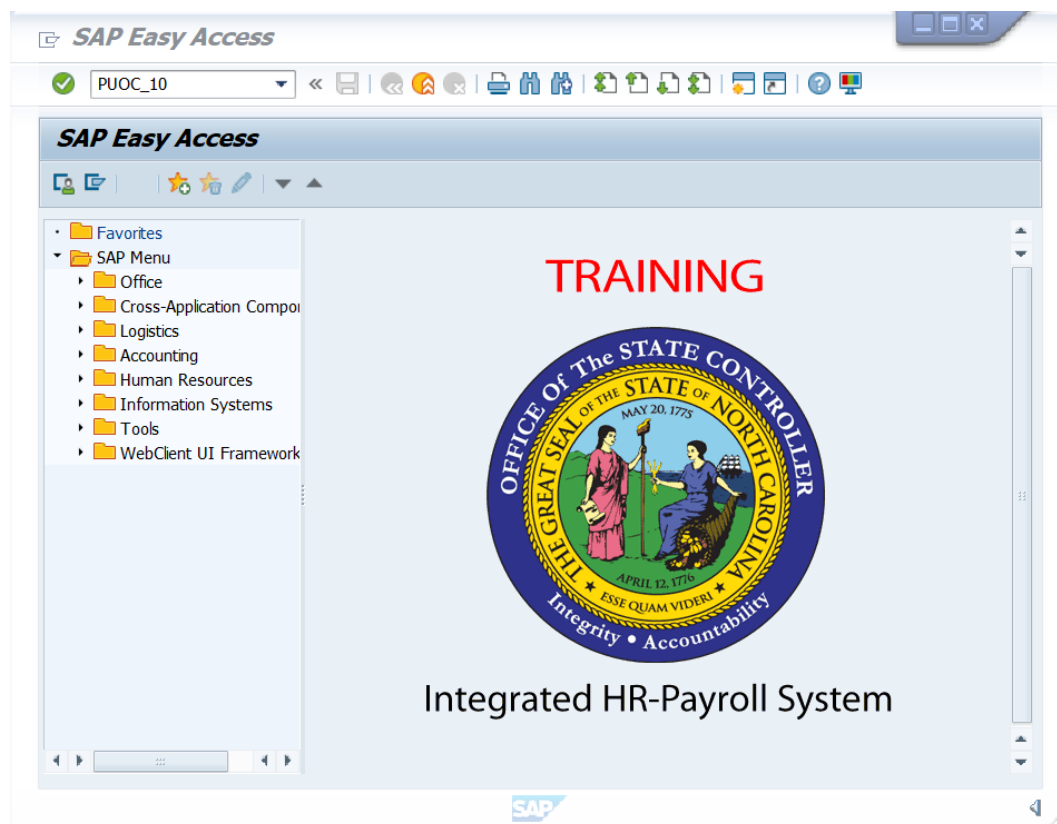 SAP Easy Access
PUOC_10
SAP Easy Access
Favorites
SAP Menu
Office
Cross-Application Compor
Logistics
Accounting
Human Resources
Information Systems
Tools
WebClient UI Framework
TRAINING
Office Of The STATE CONTROLLER
THE GREAT SEAL OF THE STATE OF NORTH CAROLINA
MAY 20, 1775
APRIL 12, 1776
ESSE QUAM VIDERI
Integrity • Accountability
Integrated HR-Payroll System
SAP